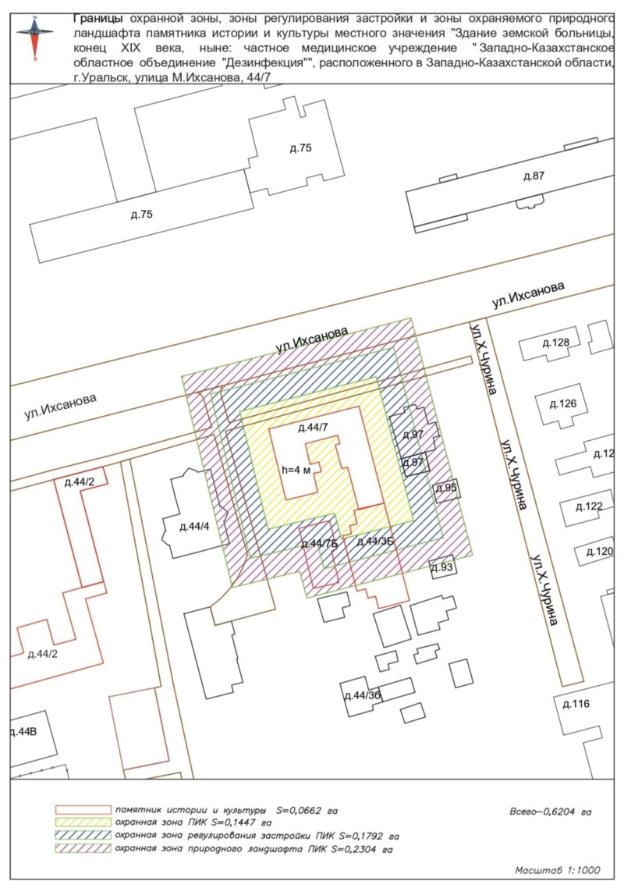 Границы охранной зоны, зоны регулирования застройки и зоны охраняемого природного
ландшафта памятника истории и культуры местного значения "Здание земской больницы,
конец XIX века, ныне: частное медицинское учреждение "Западно-Казахстанское
областное объединение "Дезинфекция"", расположенного в Западно-Казахстанской области,
г.Уральск, улица М.Ихсанова, 44/7
д.75
д.87
д.75
ул.Ихсанова
ул.Ихсанова
ул.Ихсанова
ул.Х.Чурина
д.128
д.126
д.44/7
д.97
д.97
h=4 м
д.12
д.44/2
ул.Х.Чурина
д.95
д.122
д.44/4
д.44/7Б
д.44/3Б
д.120
д.93
ул.Х.Чурина
д.44/2
д.44/3б
д.116
д.44В
памятник истории и культуры S=0,0662 га
Всего-0,6204 га
охранная зона ПИК S=0,1447 га
охранная зона регулирования застройки ПИК S=0,1792 га
охранная зона природного ландшафта ПИК S=0,2304 га
Масштаб 1:1000